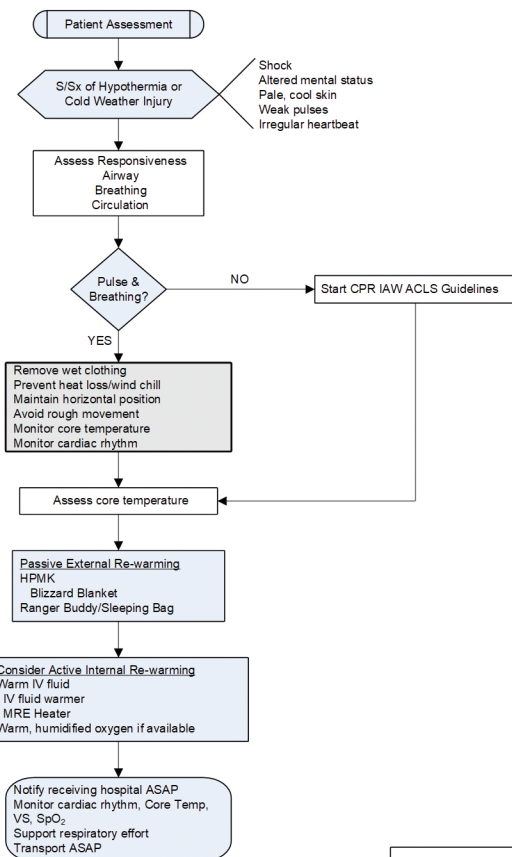 Patient Assessment
S/Sx of Hypothermia or
Cold Weather Injury
Shock
Altered mental status
Pale, cool skin
Weak pulses
Irregular heartbeat
Assess Responsiveness
Airway
Breathing
Circulation
Pulse &
Breathing?
NO
Start CPR IAW ACLS Guidelines
YES
Remove wet clothing
Prevent heat loss/wind chill
Maintain horizontal position
Avoid rough movement
Monitor core temperature
Monitor cardiac rhythm
Assess core temperature
Passive External Re-warming
HPMK
Blizzard Blanket
Ranger Buddy/Sleeping Bag
Consider Active Internal Re-warming
Warm IV fluid
IV fluid warmer
MRE Heater
Warm, humidified oxygen if available
Notify receiving hospital ASAP
Monitor cardiac rhythm, Core Temp,
VS, SpO₂
Support respiratory effort
Transport ASAP